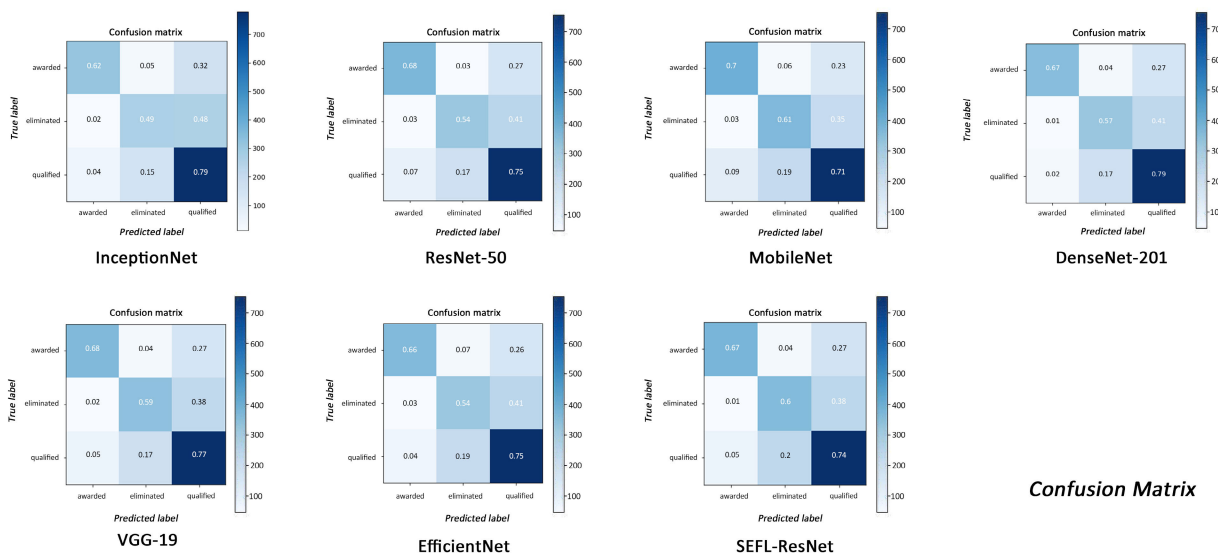 Confusion matrix
awarded 0.62 0.05 0.32
eliminated 0.02 0.49 0.48
qualified 0.04 0.15 0.79
awarded eliminated qualified
True label
Predicted label
700
600
500
400
300
200
100
InceptionNet
Confusion matrix
awarded 0.68 0.03 0.27
eliminated 0.03 0.54 0.41
qualified 0.07 0.17 0.75
awarded eliminated qualified
True label
Predicted label
700
600
500
400
300
200
100
ResNet-50
Confusion matrix
awarded 0.7 0.06 0.23
eliminated 0.03 0.61 0.35
qualified 0.09 0.19 0.71
awarded eliminated qualified
True label
Predicted label
700
600
500
400
300
200
100
MobileNet
Confusion matrix
awarded 0.67 0.04 0.27
eliminated 0.01 0.57 0.41
qualified 0.02 0.17 0.79
awarded eliminated qualified
True label
Predicted label
700
600
500
400
300
200
100
DenseNet-201
Confusion matrix
awarded 0.68 0.04 0.27
eliminated 0.02 0.59 0.38
qualified 0.05 0.17 0.77
awarded eliminated qualified
True label
Predicted label
700
600
500
400
300
200
100
VGG-19
Confusion matrix
awarded 0.66 0.07 0.26
eliminated 0.03 0.54 0.41
qualified 0.04 0.19 0.75
awarded eliminated qualified
True label
Predicted label
700
600
500
400
300
200
100
EfficientNet
Confusion matrix
awarded 0.67 0.04 0.27
eliminated 0.01 0.6 0.38
qualified 0.05 0.2 0.74
awarded eliminated qualified
True label
Predicted label
700
600
500
400
300
200
100
SEFL-ResNet
Confusion Matrix